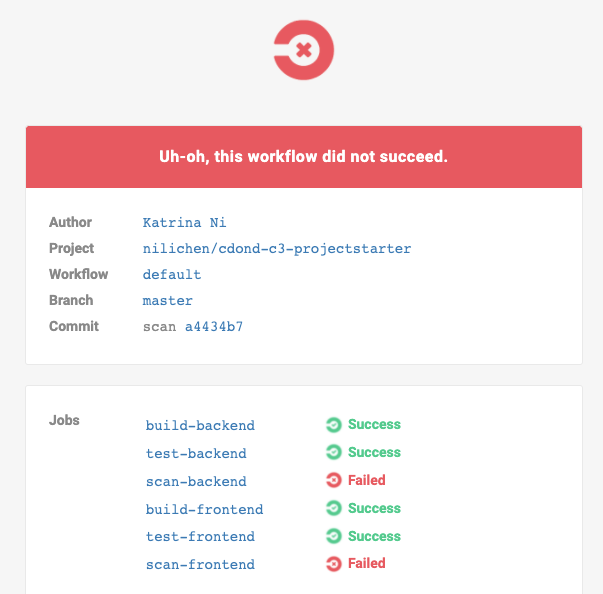 Uh-oh, this workflow did not succeed.
Author Katrina Ni
Project nilichen/cdond-c3-projectstarter
Workflow default
Branch master
Commit scan a4434b7
Jobs
build-backend Success
test-backend Success
scan-backend Failed
build-frontend Success
test-frontend Success
scan-frontend Failed